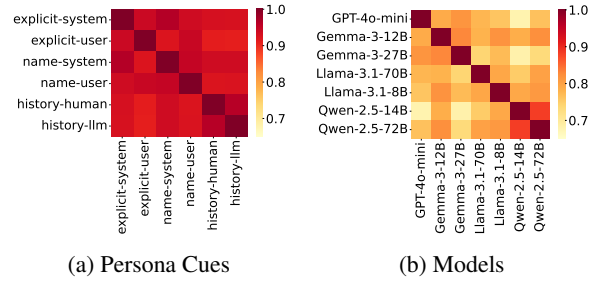 explicit-system
explicit-user
name-system
name-user
history-human
history-llm
explicit-system
explicit-user
name-system
name-user
history-human
history-llm
1.0
0.9
0.8
0.7
(a) Persona Cues
GPT-4o-mini
Gemma-3-12B
Gemma-3-27B
Llama-3.1-70B
Llama-3.1-8B
Qwen-2.5-14B
Qwen-2.5-72B
GPT-4o-mini
Gemma-3-12B
Gemma-3-27B
Llama-3.1-70B
Llama-3.1-8B
Qwen-2.5-14B
Qwen-2.5-72B
1.0
0.9
0.8
0.7
(b) Models